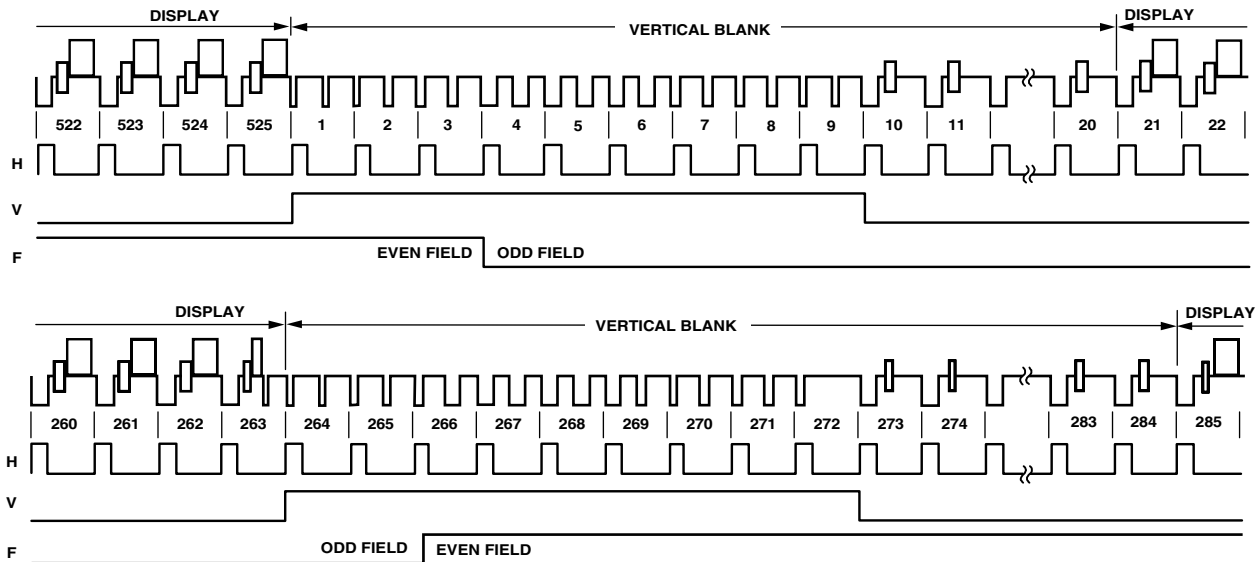 DISPLAY VERTICAL BLANK DISPLAY
522 523 524 525 1 2 3 4 5 6 7 8 9 10 11 20 21 22
H
V
F EVEN FIELD ODD FIELD
DISPLAY VERTICAL BLANK DISPLAY
260 261 262 263 264 265 266 267 268 269 270 271 272 273 274 283 284 285
H
V
F ODD FIELD EVEN FIELD